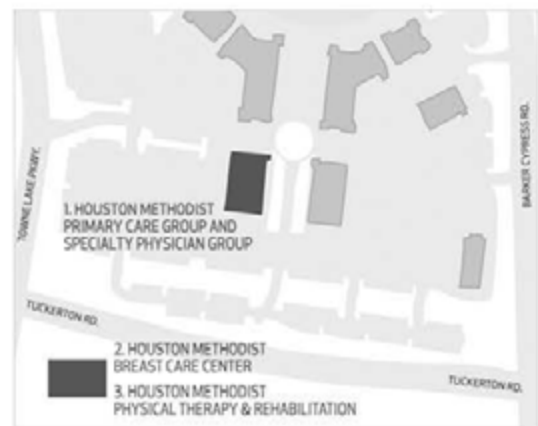 TOWNE LAKE PKWY.
BARKER CYPRESS RD.
1. HOUSTON METHODIST
PRIMARY CARE GROUP AND
SPECIALTY PHYSICIAN GROUP
TUCKERTON RD.
2. HOUSTON METHODIST
BREAST CARE CENTER
3. HOUSTON METHODIST
PHYSICAL THERAPY & REHABILITATION
TUCKERTON RD.